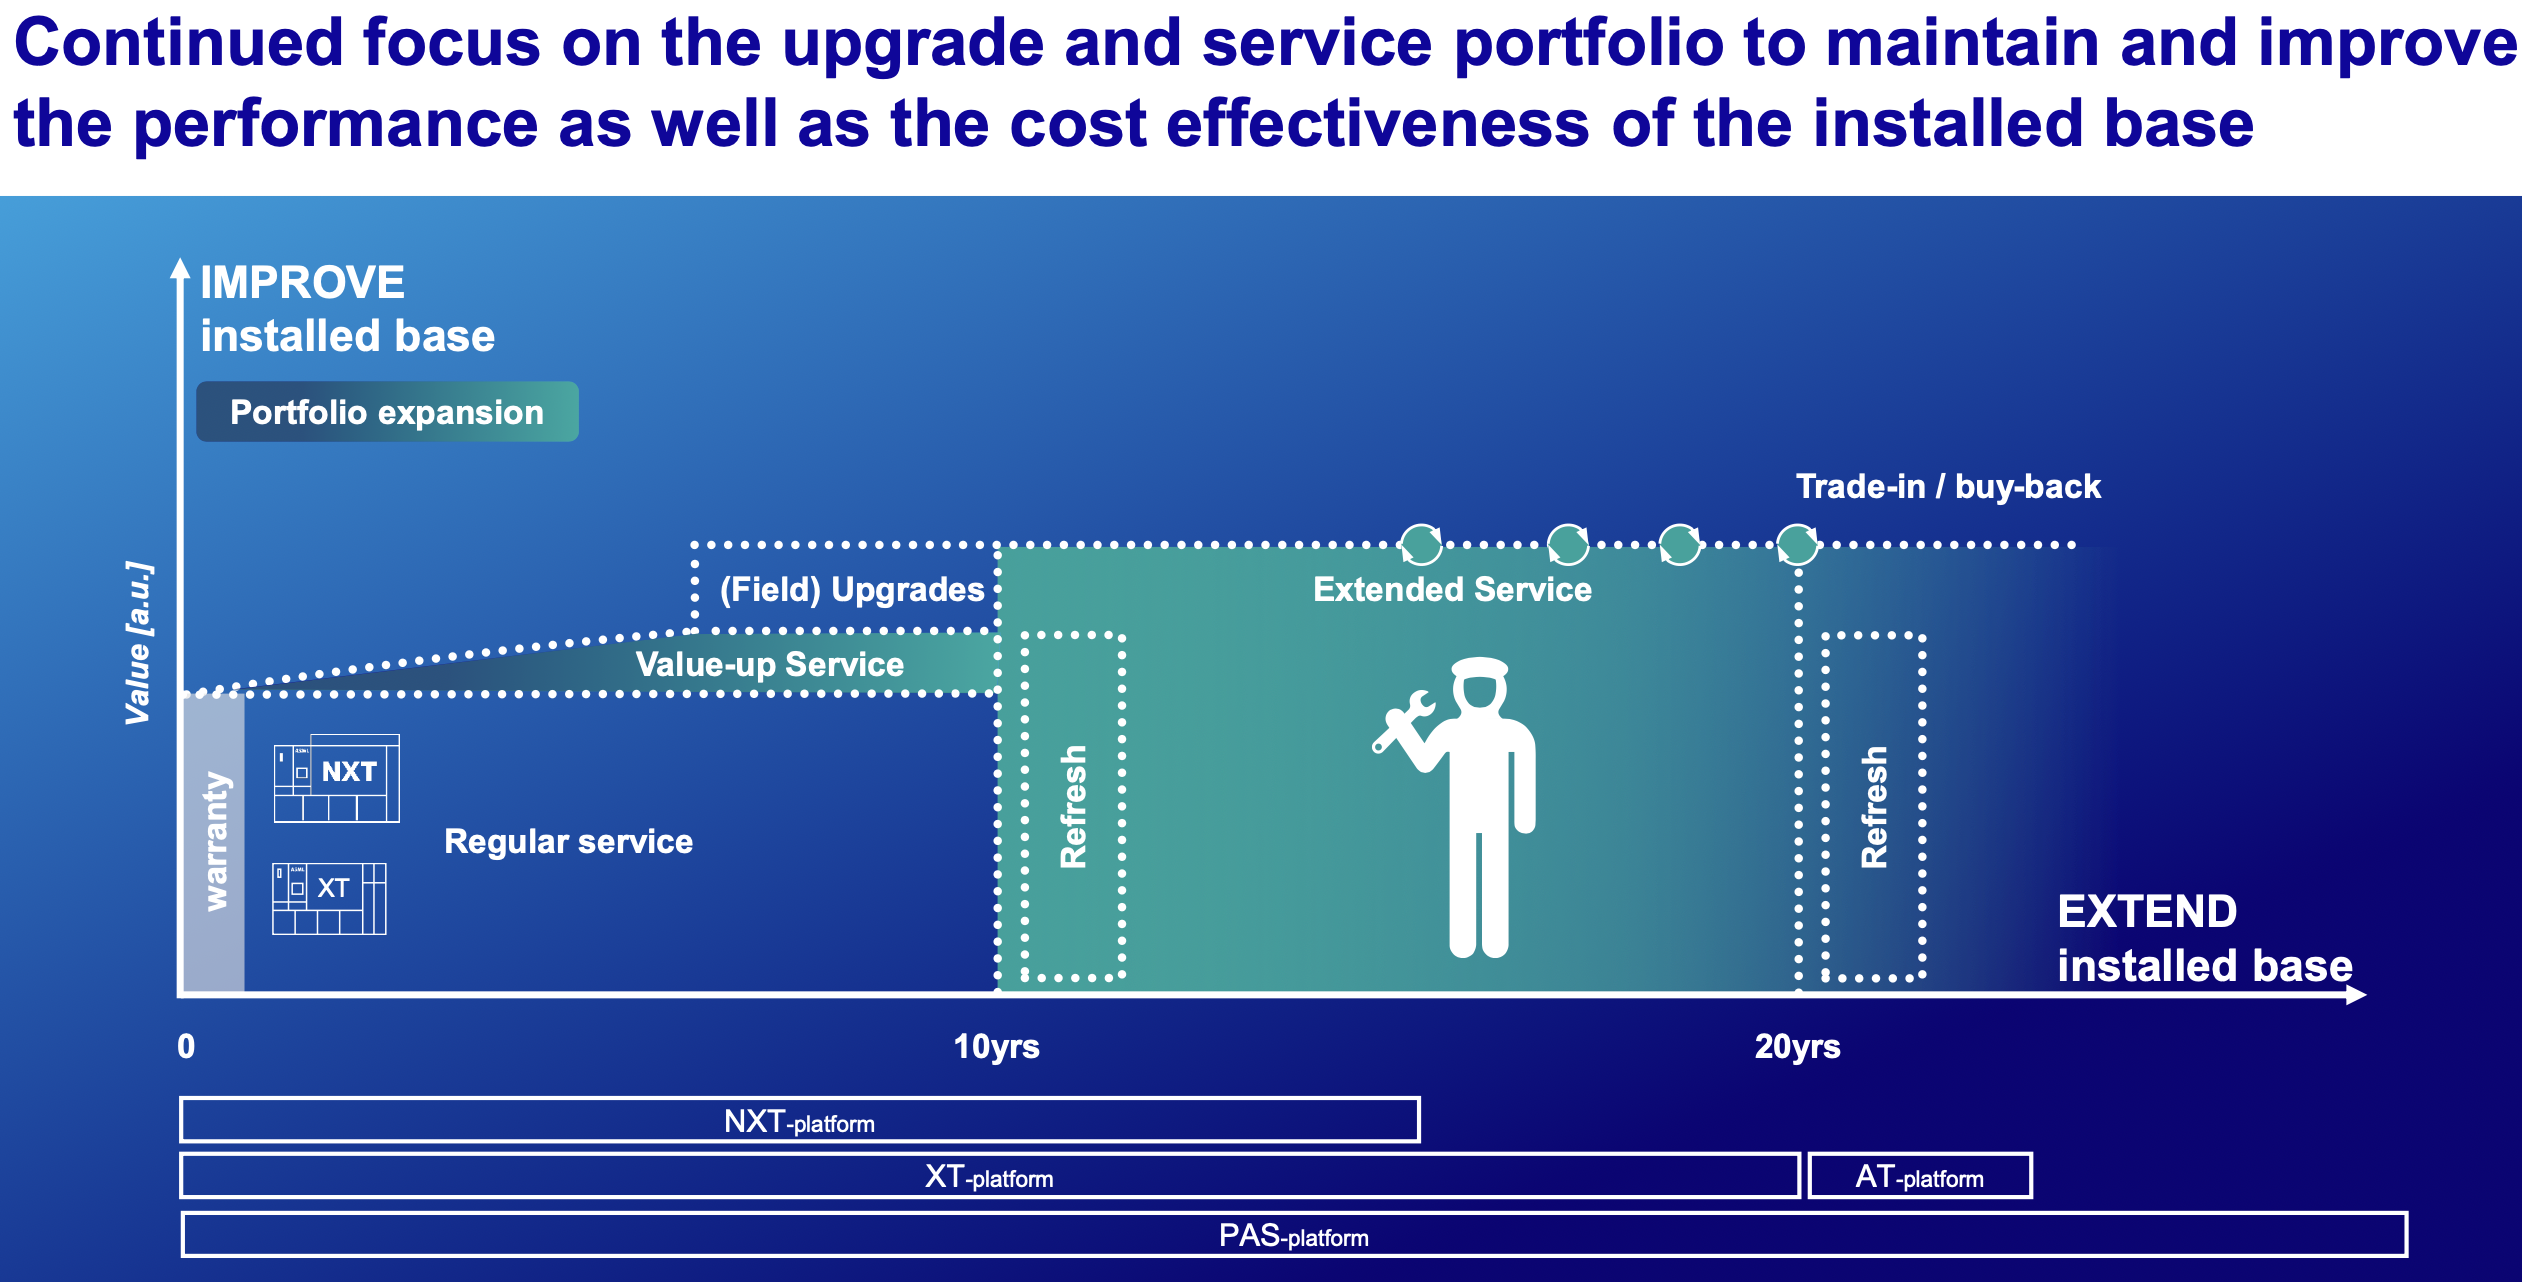 Continued focus on the upgrade and service portfolio to maintain and improve
the performance as well as the cost effectiveness of the installed base
IMPROVE
installed base
Portfolio expansion
Trade-in / buy-back
(Field) Upgrades
Extended Service
Value-up Service
Value [a.u.]
warranty
ASML
NXT
Regular service
ASML
XT
Refresh
Refresh
EXTEND
installed base
0
10yrs
20yrs
NXT-platform
XT-platform
AT-platform
PAS-platform